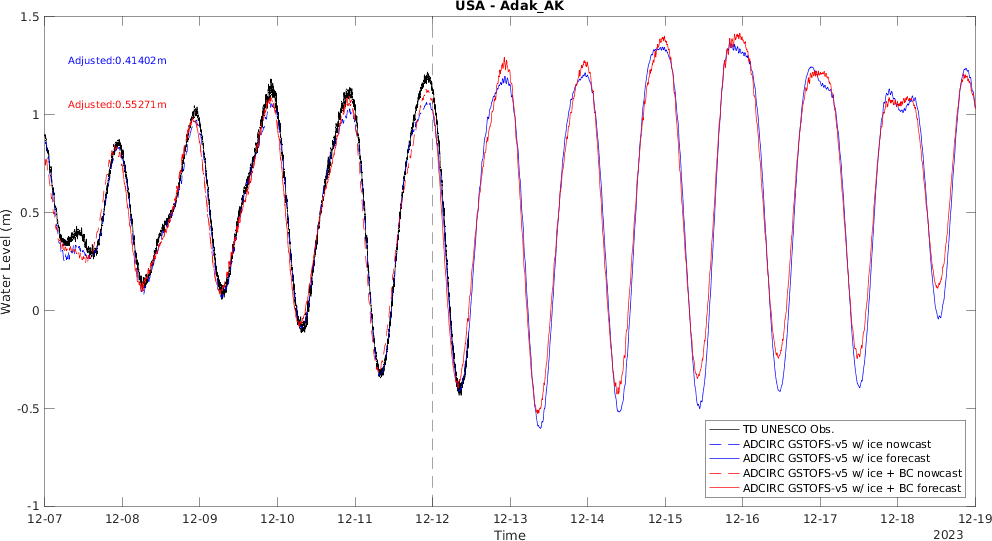 USA - Adak_AK
1.5
Adjusted:0.41402m
Adjusted:0.55271m
1
0.5
0
-0.5
-1
Water Level (m)
TD UNESCO Obs.
ADCIRC GSTOFS-v5 w/ ice nowcast
ADCIRC GSTOFS-v5 w/ ice forecast
ADCIRC GSTOFS-v5 w/ ice + BC nowcast
ADCIRC GSTOFS-v5 w/ ice + BC forecast
12-07 12-08 12-09 12-10 12-11 12-12 12-13 12-14 12-15 12-16 12-17 12-18 12-19
Time
2023